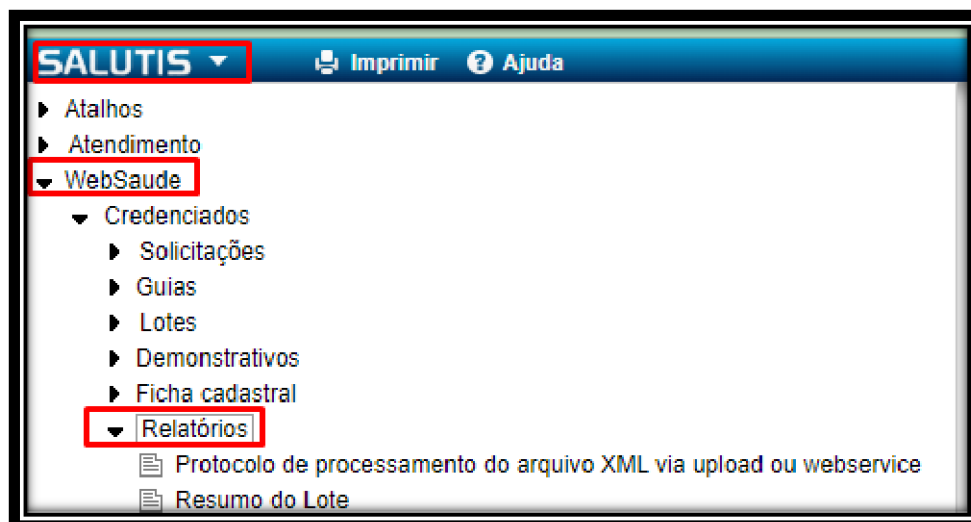 SALUTIS Imprimir Ajuda
Atalhos
Atendimento
WebSaude
Credenciados
Solicitações
Guias
Lotes
Demonstrativos
Ficha cadastral
Relatórios
Protocolo de processamento do arquivo XML via upload ou webservice
Resumo do Lote